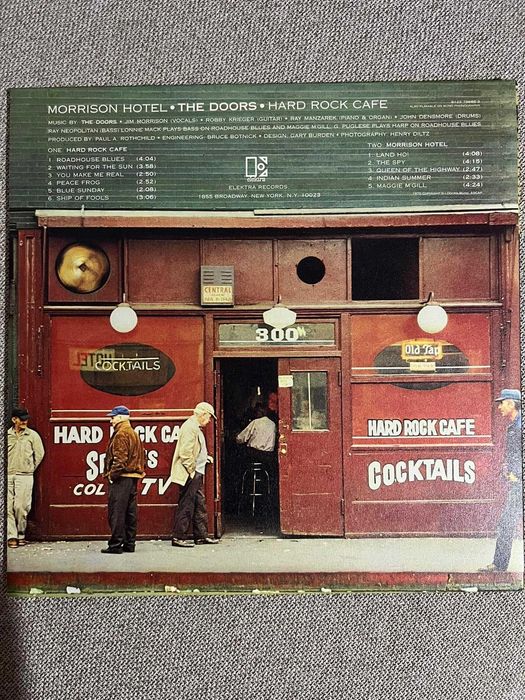 MORRISON HOTEL • THE DOORS • HARD ROCK CAFE
MUSIC BY THE DOORS • JIM MORRISON (VOCALS) • ROBBY KRIEGER (GUITAR) • RAY MANZAREK (PIANO & ORGAN) • JOHN DENSMORE (DRUMS)
RAY NEOPOLITAN (BASS) LONNIE MACK PLAYS BASS ON ROADHOUSE BLUES AND MAGGIE M'GILL. G. PUGLESE PLAYS HARP ON ROADHOUSE BLUES
PRODUCED BY PAUL A. ROTHCHILD • ENGINEERING: BRUCE BOTNICK • DESIGN, GARY BURDEN • PHOTOGRAPHY: HENRY DILTZ
ONE HARD ROCK CAFE
1. ROADHOUSE BLUES (4:04)
2. WAITING FOR THE SUN (3:58)
3. YOU MAKE ME REAL (2:50)
4. PEACE FROG (2:52)
5. BLUE SUNDAY (2:08)
6. SHIP OF FOOLS (3:06)
elektra
ELEKTRA RECORDS
1855 BROADWAY, NEW YORK, N.Y. 10023
TWO MORRISON HOTEL
1. LAND HO! (4:08)
2. THE SPY (4:15)
3. QUEEN OF THE HIGHWAY (2:47)
4. INDIAN SUMMER (2:33)
5. MAGGIE M'GILL (4:24)
CENTRAL
300
HOTEL
COCKTAILS
Old Tap
HARD ROCK CA
HARD ROCK CAFE
COCKTAILS
TV